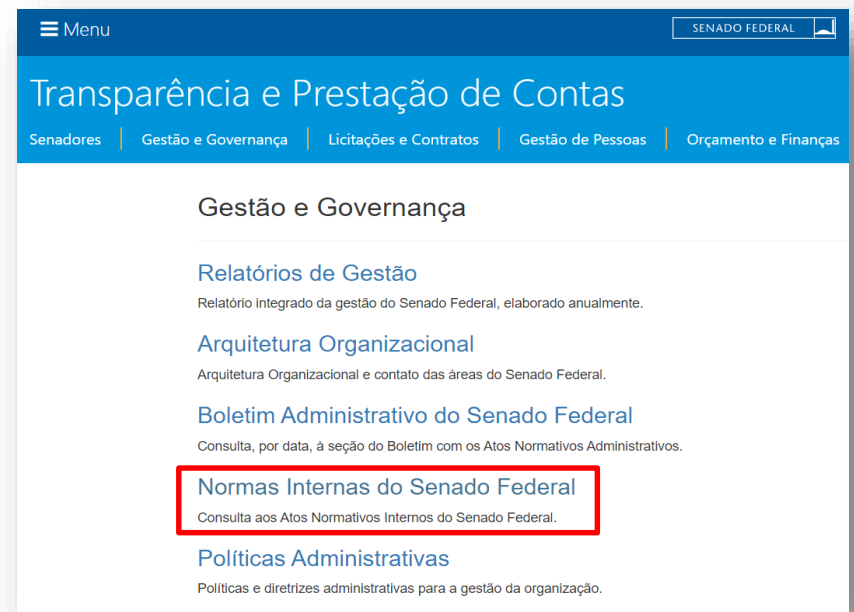 Menu
SENADO FEDERAL
Transparência e Prestação de Contas
Senadores Gestão e Governança Licitações e Contratos Gestão de Pessoas Orçamento e Finanças
Gestão e Governança
Relatórios de Gestão
Relatório integrado da gestão do Senado Federal, elaborado anualmente.
Arquitetura Organizacional
Arquitetura Organizacional e contato das áreas do Senado Federal.
Boletim Administrativo do Senado Federal
Consulta, por data, à seção do Boletim com os Atos Normativos Administrativos.
Normas Internas do Senado Federal
Consulta aos Atos Normativos Internos do Senado Federal.
Políticas Administrativas
Políticas e diretrizes administrativas para a gestão da organização.